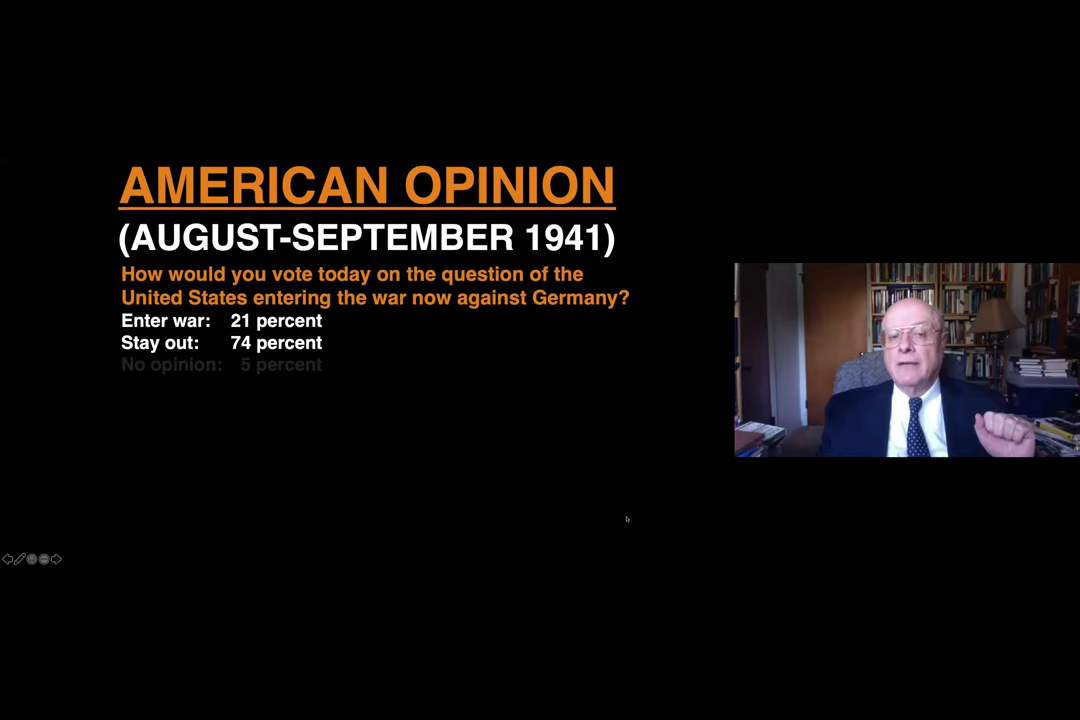 AMERICAN OPINION
(AUGUST-SEPTEMBER 1941)
How would you vote today on the question of the
United States entering the war now against Germany?
Enter war: 21 percent
Stay out: 74 percent
No opinion: 5 percent